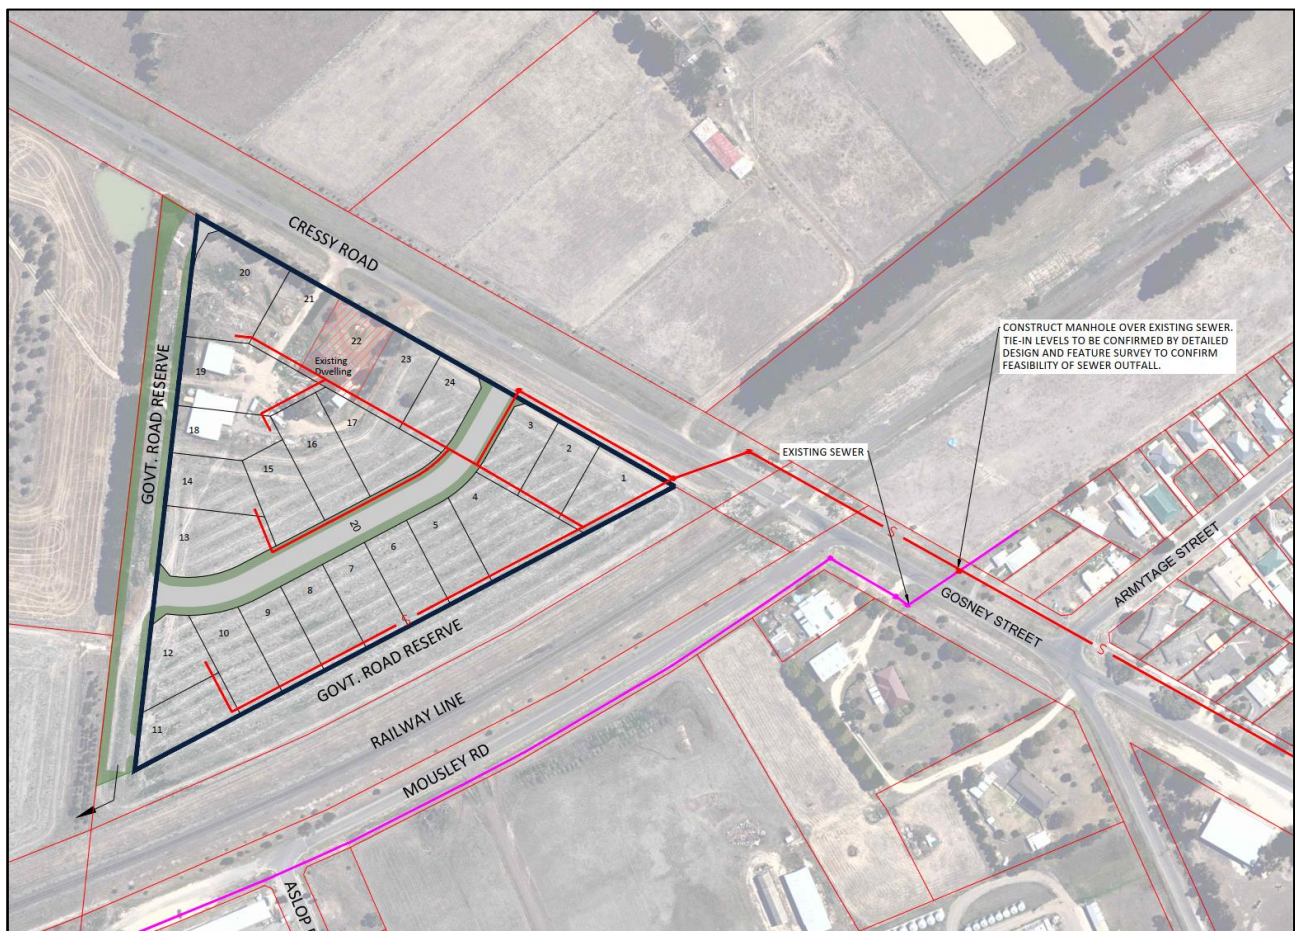 CRESSY ROAD
20
21
22
23
24
Existing
Dwelling
19
18
17
16
15
14
13
3
2
1
4
5
6
7
8
9
10
12
11
20
S
GOVT. ROAD RESERVE
GOVT. ROAD RESERVE
RAILWAY LINE
MOUSLEY RD
CONSTRUCT MANHOLE OVER EXISTING SEWER.
TIE-IN LEVELS TO BE CONFIRMED BY DETAILED
DESIGN AND FEATURE SURVEY TO CONFIRM
FEASIBILITY OF SEWER OUTFALL.
EXISTING SEWER
S
GOSNEY STREET
ARMYTAGE STREET
S
ASLOP